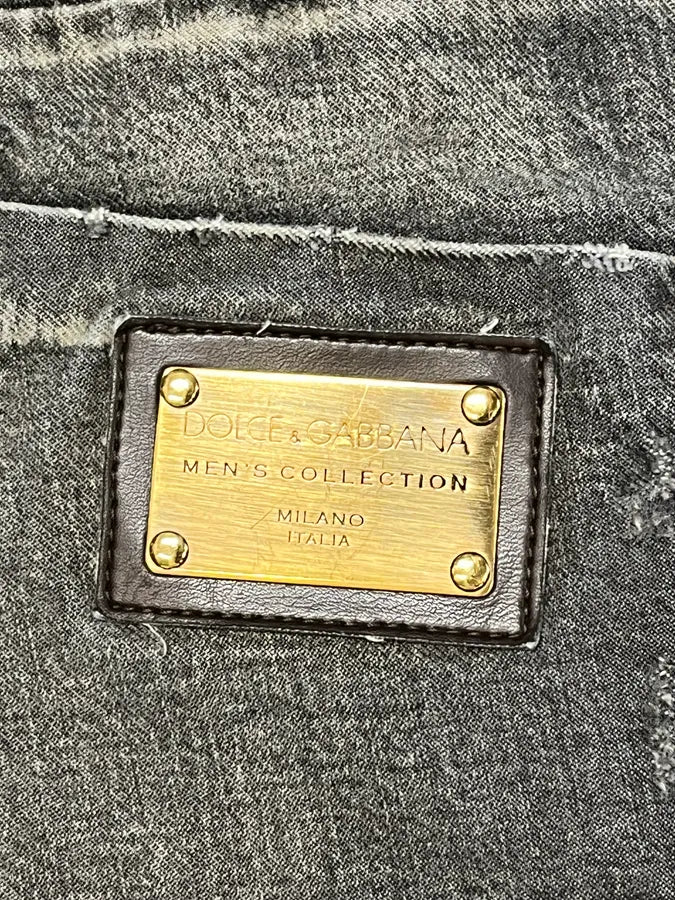 DOLCE & GABBANA
MEN'S COLLECTION
MILANO
ITALIA